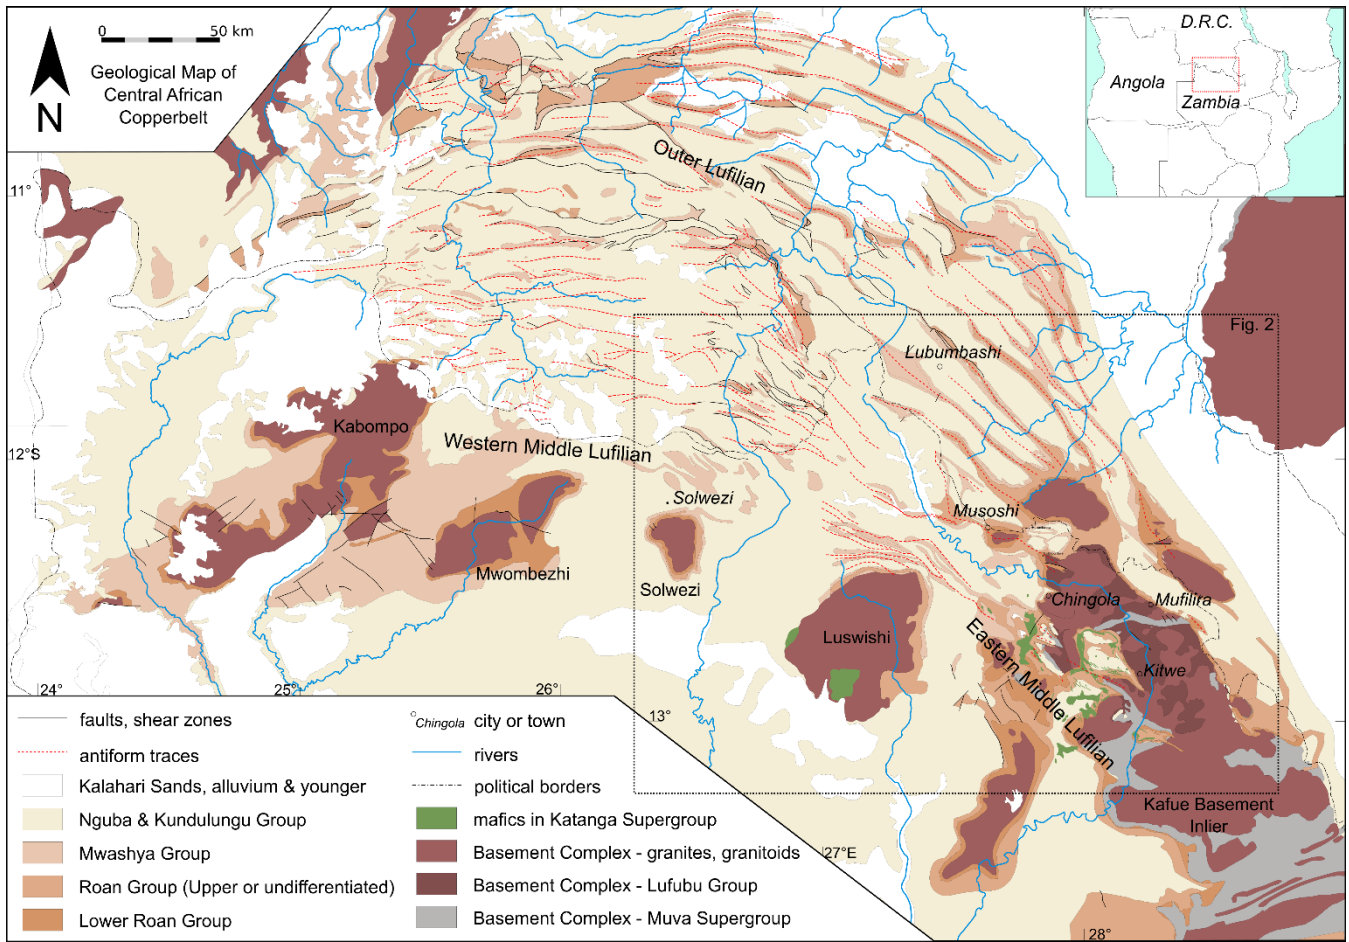 0 50 km
Geological Map of
Central African
Copperbelt
N
D.R.C.
Angola
Zambia
11°
Outer Lufilian
Fig. 2
Lubumbashi
Kabompo
12°S
Western Middle Lufilian
Solwezi
Musoshi
Mwombezhi
Solwezi
Chingola
Mufilira
Luswishi
Eastern Middle Lufilian
Kitwe
24°
25°
26°
13°
Kafue Basement
Inlier
27°E
28°
faults, shear zones
antiform traces
Kalahari Sands, alluvium & younger
Nguba & Kundulungu Group
Mwashya Group
Roan Group (Upper or undifferentiated)
Lower Roan Group
Chingola
city or town
rivers
political borders
mafics in Katanga Supergroup
Basement Complex - granites, granitoids
Basement Complex - Lufubu Group
Basement Complex - Muva Supergroup